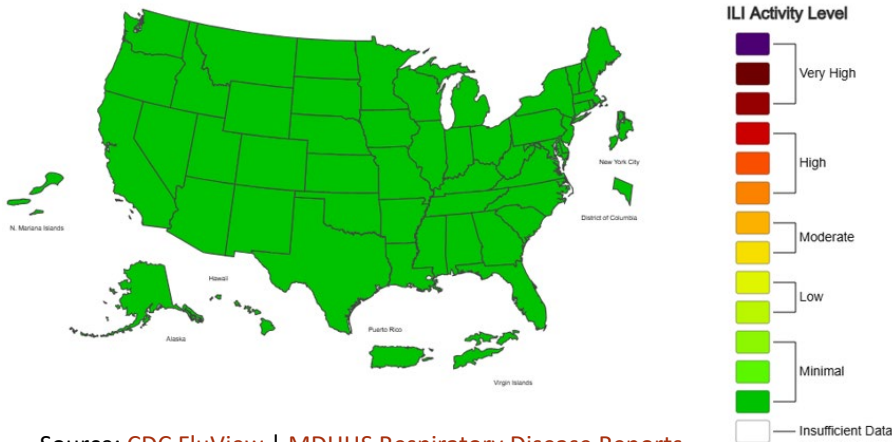 ILI Activity Level
Very High
High
Moderate
Low
Minimal
Insufficient Data
New York City
District of Columbia
N. Mariana Islands
Hawaii
Alaska
Puerto Rico
Virgin Islands
Source: CDC FluView | MDHHS Respiratory Disease Reports